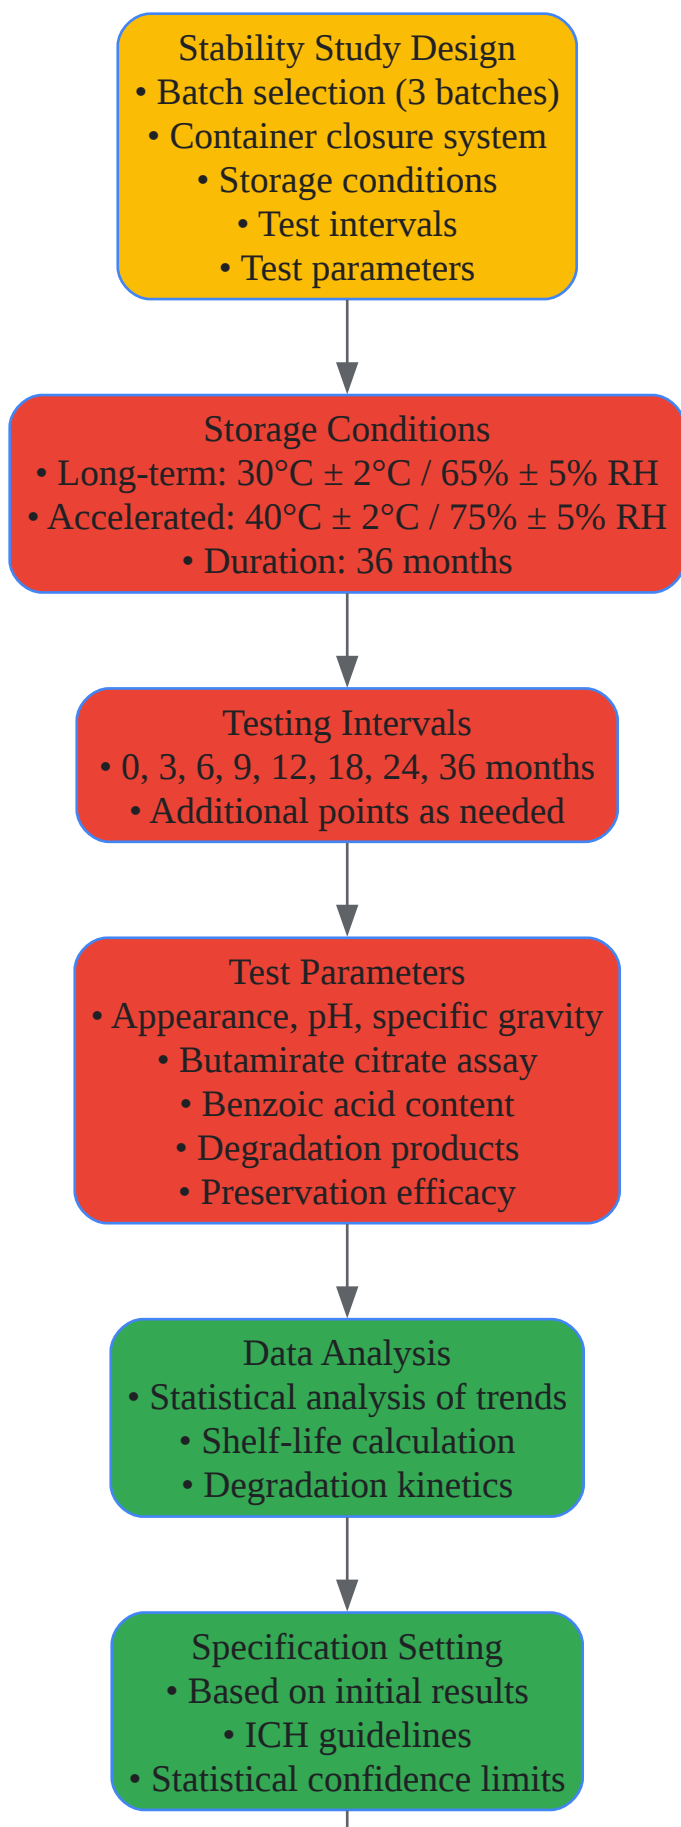 Stability Study Design
• Batch selection (3 batches)
• Container closure system
• Storage conditions
• Test intervals
• Test parameters
Storage Conditions
• Long-term: 30°C ± 2°C / 65% ± 5% RH
• Accelerated: 40°C ± 2°C / 75% ± 5% RH
• Duration: 36 months
Testing Intervals
• 0, 3, 6, 9, 12, 18, 24, 36 months
• Additional points as needed
Test Parameters
• Appearance, pH, specific gravity
• Butamirate citrate assay
• Benzoic acid content
• Degradation products
• Preservation efficacy
Data Analysis
• Statistical analysis of trends
• Shelf-life calculation
• Degradation kinetics
Specification Setting
• Based on initial results
• ICH guidelines
• Statistical confidence limits